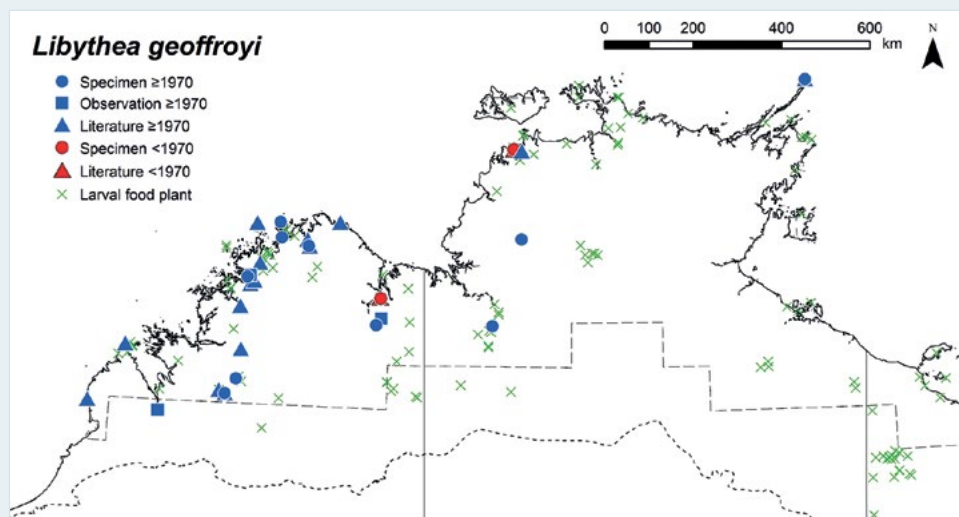 Libythea geoffroyi
Specimen ≥1970
Observation ≥1970
Literature ≥1970
Specimen <1970
Literature <1970
Larval food plant
0 100 200 400 600
km
N